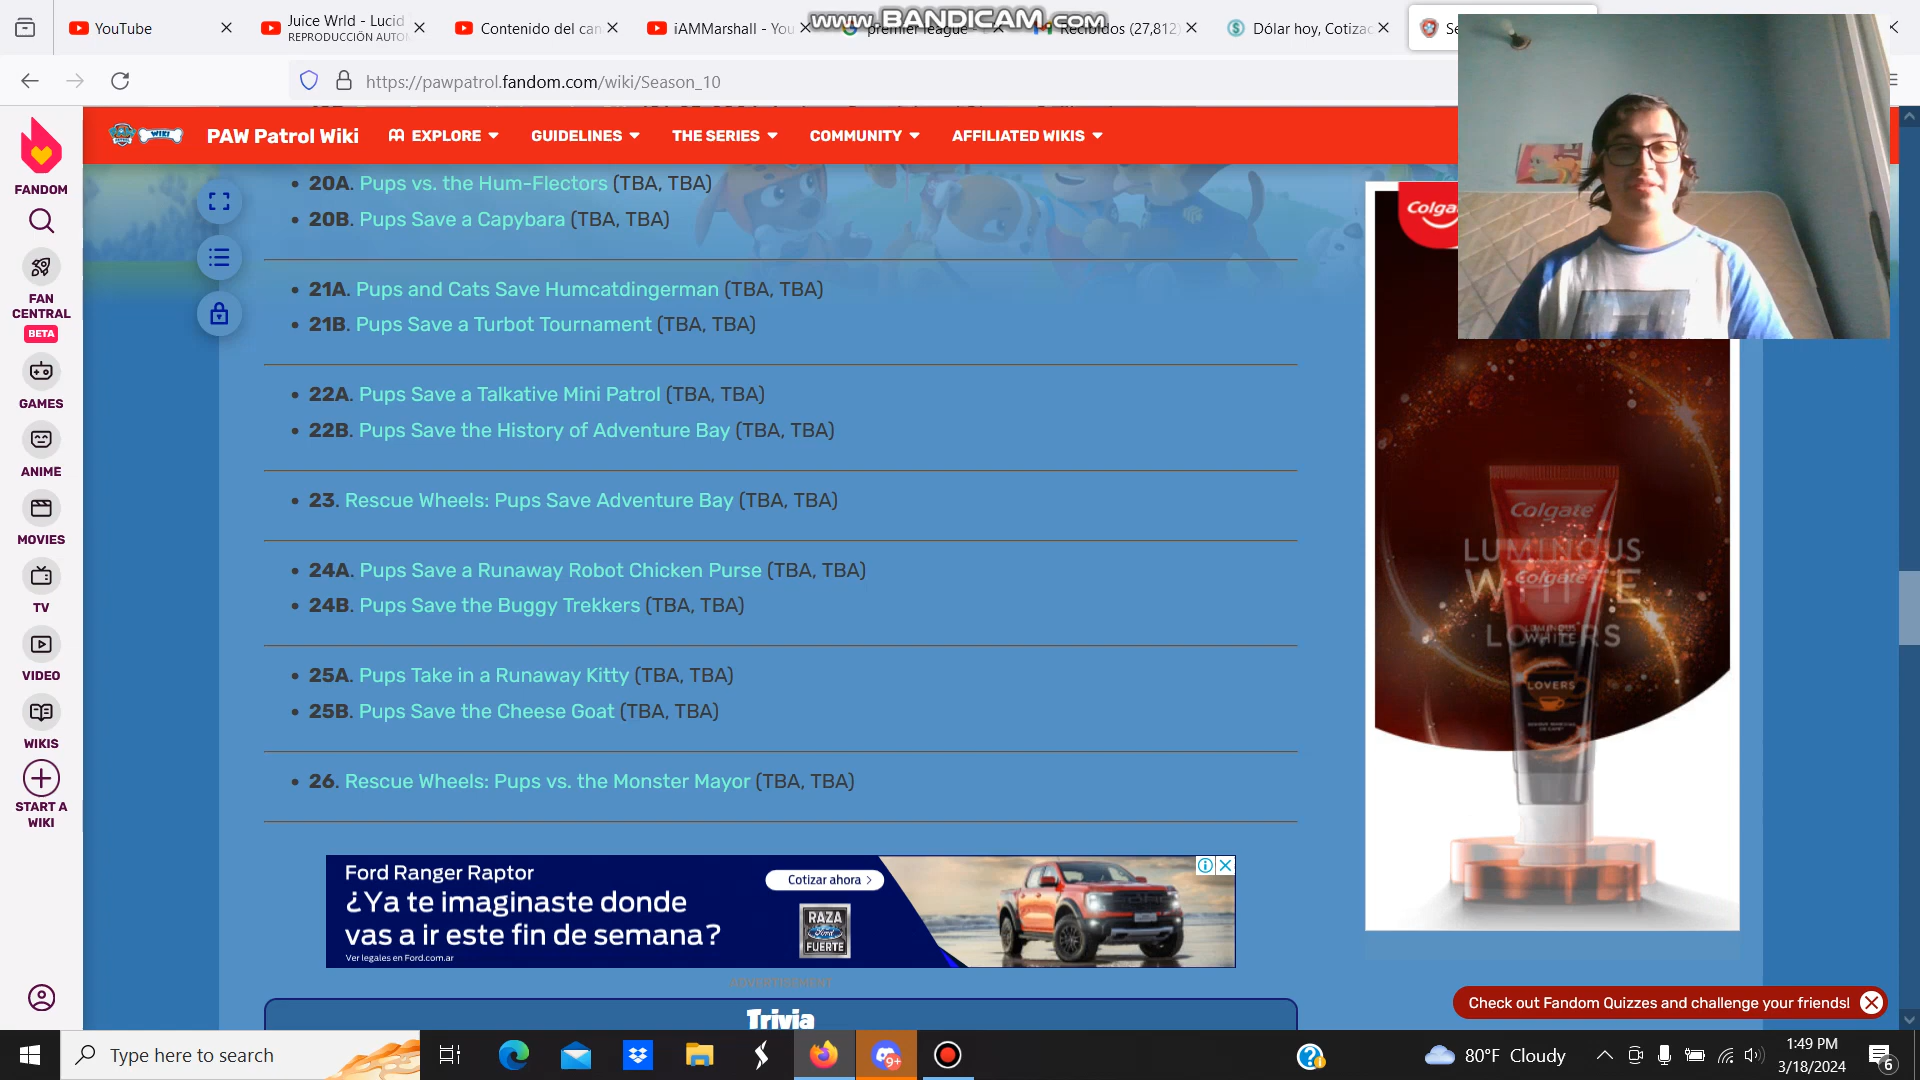 www.BANDICAM.com
YouTube
Juice Wrld - Lucid
REPRODUCCIÓN AUTO
Contenido del can
iAMMarshall - You
premier league -
Recibidos (27,812)
Dólar hoy, Cotizac
Se
https://pawpatrol.fandom.com/wiki/Season_10
WIKI
PAW Patrol Wiki
EXPLORE
GUIDELINES
THE SERIES
COMMUNITY
AFFILIATED WIKIS
FANDOM
FAN
CENTRAL
BETA
GAMES
ANIME
MOVIES
TV
VIDEO
WIKIS
START A
WIKI
20A. Pups vs. the Hum-Flectors (TBA, TBA)
20B. Pups Save a Capybara (TBA, TBA)
21A. Pups and Cats Save Humcatdingerman (TBA, TBA)
21B. Pups Save a Turbot Tournament (TBA, TBA)
22A. Pups Save a Talkative Mini Patrol (TBA, TBA)
22B. Pups Save the History of Adventure Bay (TBA, TBA)
23. Rescue Wheels: Pups Save Adventure Bay (TBA, TBA)
24A. Pups Save a Runaway Robot Chicken Purse (TBA, TBA)
24B. Pups Save the Buggy Trekkers (TBA, TBA)
25A. Pups Take in a Runaway Kitty (TBA, TBA)
25B. Pups Save the Cheese Goat (TBA, TBA)
26. Rescue Wheels: Pups vs. the Monster Mayor (TBA, TBA)
Colga
Colgate
LUMINOUS
WHITE
Colgate
LOVERS
LUMINOUS
WHITE
LOVERS
Ford Ranger Raptor
¿Ya te imaginaste donde
vas a ir este fin de semana?
Ver legales en Ford.com.ar
Cotizar ahora >
RAZA
Ford
FUERTE
ADVERTISEMENT
Trivia
Check out Fandom Quizzes and challenge your friends!
Type here to search
9+
80°F Cloudy
1:49 PM
3/18/2024
6